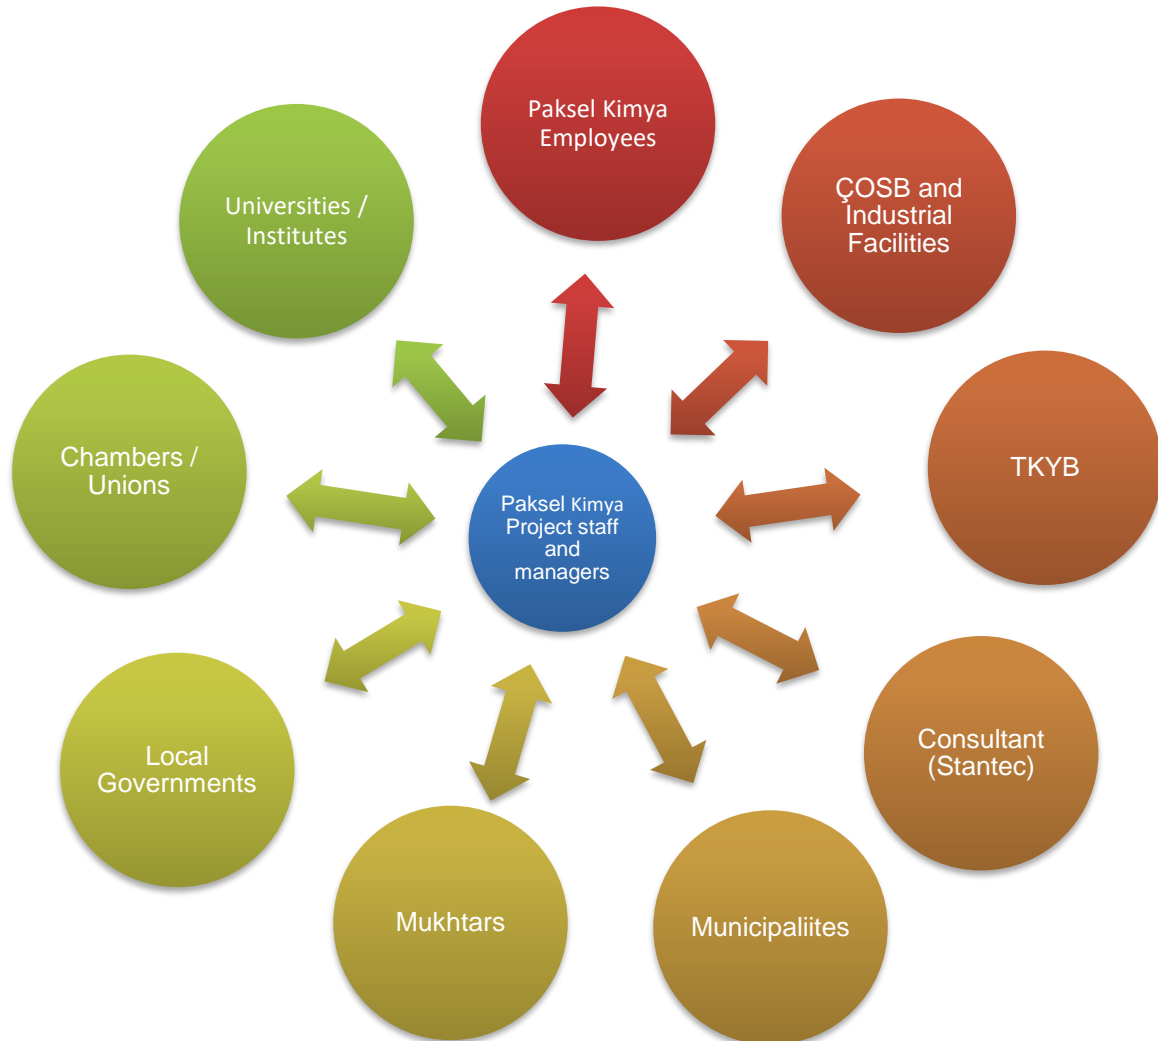 Paksel Kimya
Employees
ÇOSB and
Industrial
Facilities
TKYB
Consultant
(Stantec)
Municipaliites
Mukhtars
Local
Governments
Chambers /
Unions
Universities /
Institutes
Paksel Kimya
Project staff
and
managers